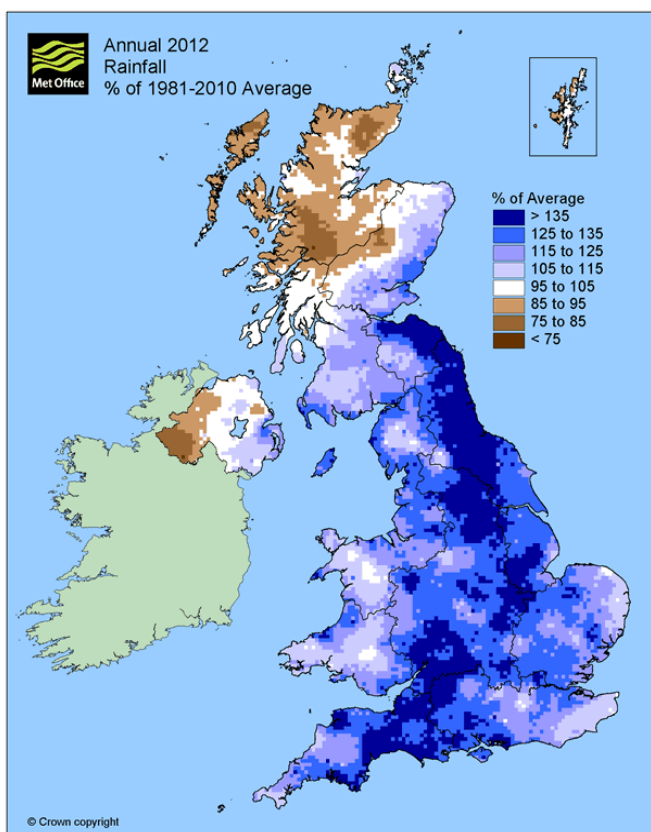 Met Office
Annual 2012
Rainfall
% of 1981-2010 Average
% of Average
> 135
125 to 135
115 to 125
105 to 115
95 to 105
85 to 95
75 to 85
< 75
© Crown copyright